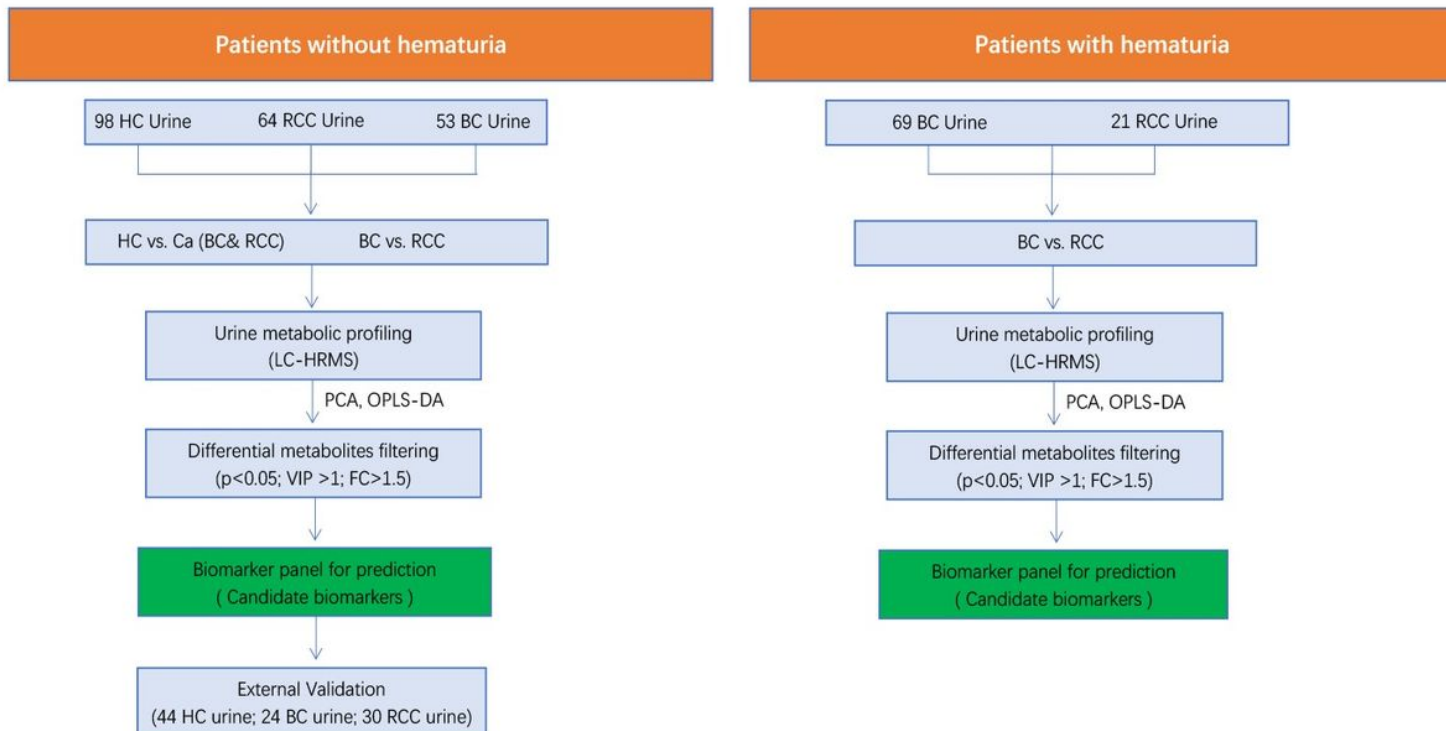 Patients without hematuria
98 HC Urine 64 RCC Urine 53 BC Urine
HC vs. Ca (BC& RCC) BC vs. RCC
Urine metabolic profiling
(LC-HRMS)
PCA, OPLS-DA
Differential metabolites filtering
(p<0.05; VIP >1; FC>1.5)
Biomarker panel for prediction
( Candidate biomarkers )
External Validation
(44 HC urine; 24 BC urine; 30 RCC urine)
Patients with hematuria
69 BC Urine 21 RCC Urine
BC vs. RCC
Urine metabolic profiling
(LC-HRMS)
PCA, OPLS-DA
Differential metabolites filtering
(p<0.05; VIP >1; FC>1.5)
Biomarker panel for prediction
( Candidate biomarkers )